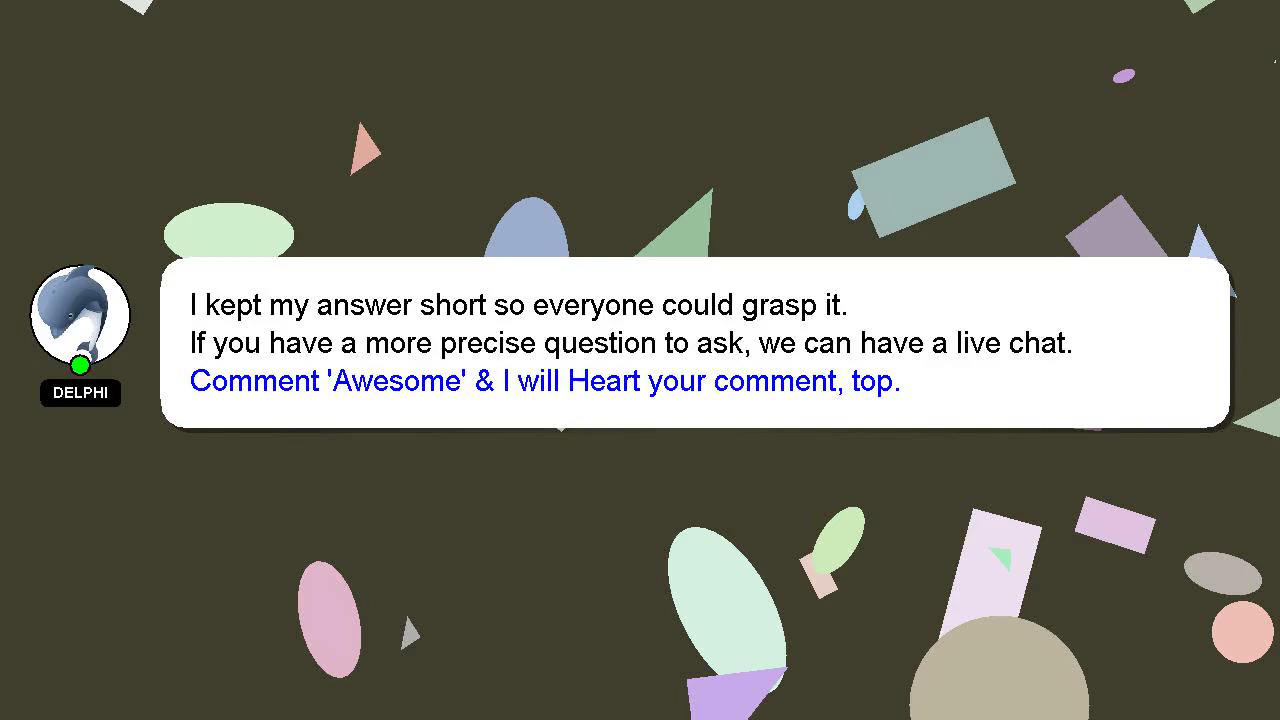 I kept my answer short so everyone could grasp it.
If you have a more precise question to ask, we can have a live chat.
Comment 'Awesome' & I will Heart your comment, top.
DELPHI